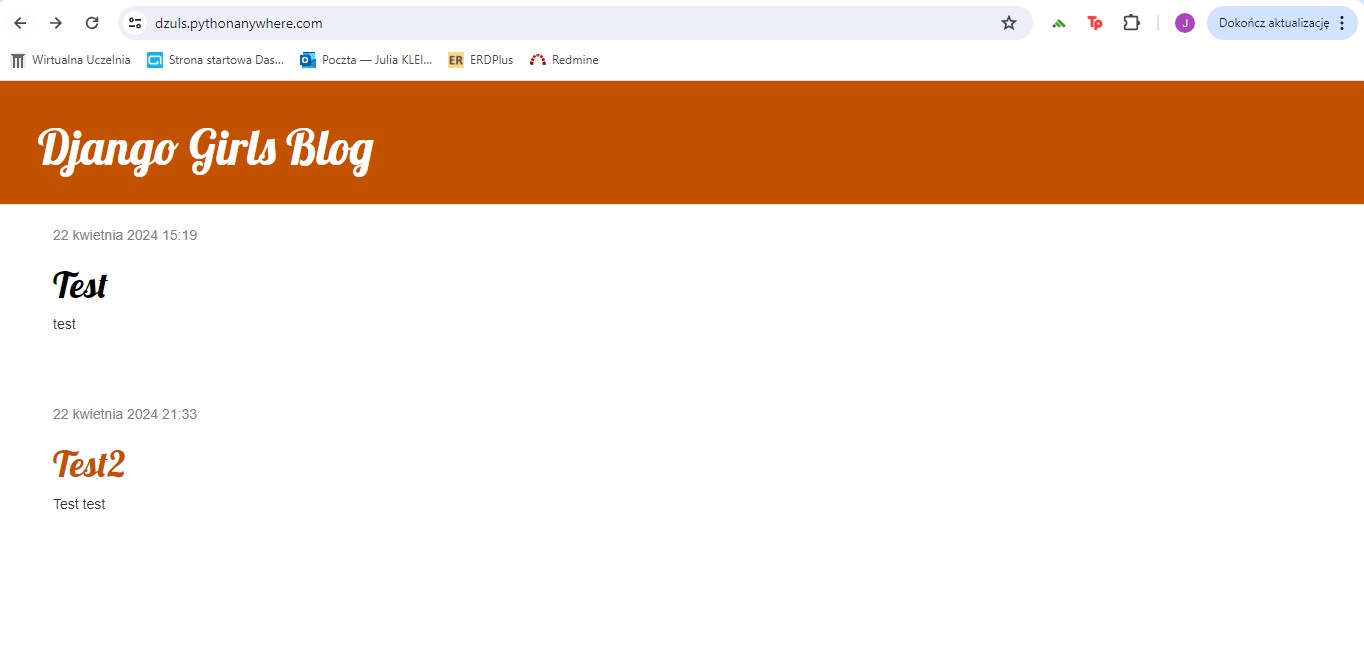 dzuls.pythonanywhere.com
Tp
J
Dokończ aktualizację
Wirtualna Uczelnia
Strona startowa Das...
Poczta — Julia KLEI...
ER ERDPlus
Redmine
Django Girls Blog
22 kwietnia 2024 15:19
Test
test
22 kwietnia 2024 21:33
Test2
Test test